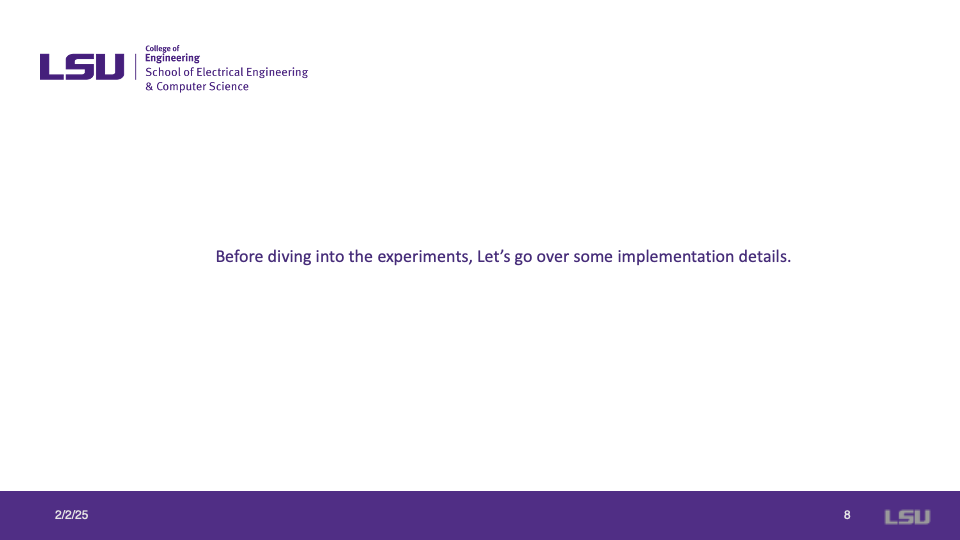 LSU
College of
Engineering
School of Electrical Engineering
& Computer Science
Before diving into the experiments, Let’s go over some implementation details.
2/2/25
8
LSU